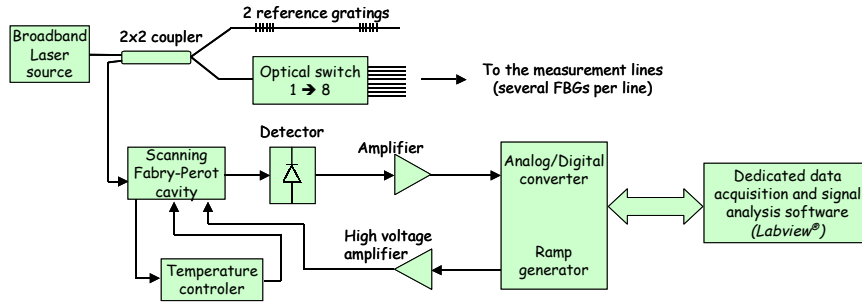 2 reference gratings
Broadband
Laser
source
2x2 coupler
Optical switch
1 ➔ 8
To the measurement lines
(several FBGs per line)
Detector
Amplifier
Scanning
Fabry-Perot
cavity
Analog/Digital
converter
Dedicated data
acquisition and signal
analysis software
(Labview®)
High voltage
amplifier
Ramp
generator
Temperature
controler